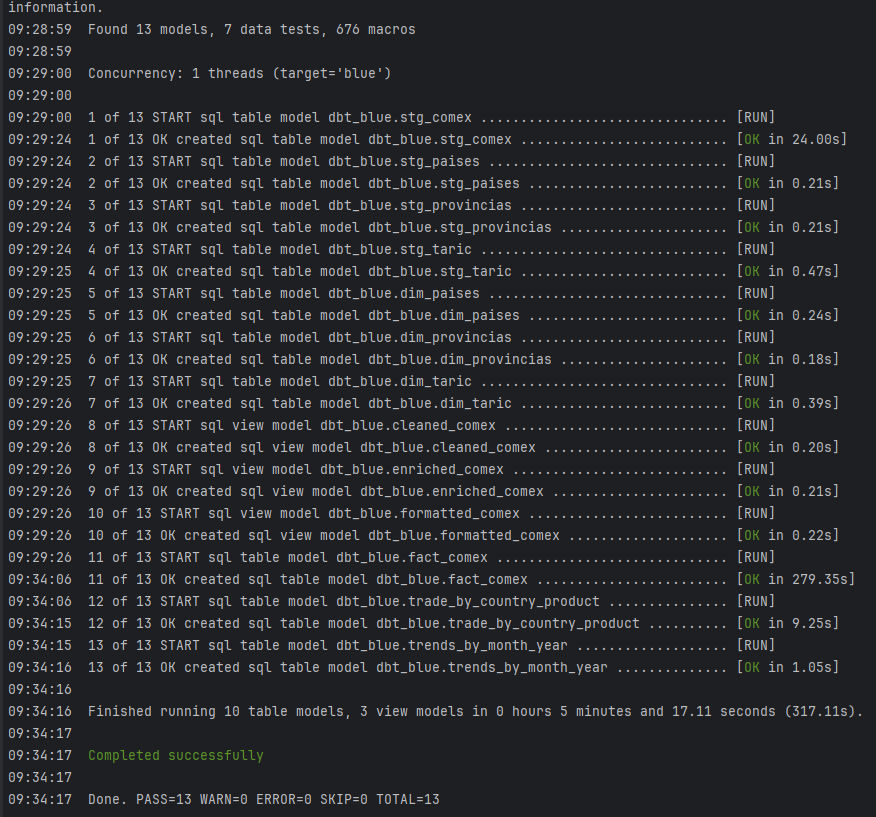 information.
09:28:59  Found 13 models, 7 data tests, 676 macros
09:28:59
09:29:00  Concurrency: 1 threads (target='blue')
09:29:00
09:29:00  1 of 13 START sql table model dbt_blue.stg_comex ............................... [RUN]
09:29:24  1 of 13 OK created sql table model dbt_blue.stg_comex .......................... [OK in 24.00s]
09:29:24  2 of 13 START sql table model dbt_blue.stg_paises .............................. [RUN]
09:29:24  2 of 13 OK created sql table model dbt_blue.stg_paises ......................... [OK in 0.21s]
09:29:24  3 of 13 START sql table model dbt_blue.stg_provincias .......................... [RUN]
09:29:24  3 of 13 OK created sql table model dbt_blue.stg_provincias ..................... [OK in 0.21s]
09:29:24  4 of 13 START sql table model dbt_blue.stg_taric ............................... [RUN]
09:29:25  4 of 13 OK created sql table model dbt_blue.stg_taric .......................... [OK in 0.47s]
09:29:25  5 of 13 START sql table model dbt_blue.dim_paises .............................. [RUN]
09:29:25  5 of 13 OK created sql table model dbt_blue.dim_paises ......................... [OK in 0.24s]
09:29:25  6 of 13 START sql table model dbt_blue.dim_provincias .......................... [RUN]
09:29:25  6 of 13 OK created sql table model dbt_blue.dim_provincias ..................... [OK in 0.18s]
09:29:25  7 of 13 START sql table model dbt_blue.dim_taric ............................... [RUN]
09:29:26  7 of 13 OK created sql table model dbt_blue.dim_taric .......................... [OK in 0.39s]
09:29:26  8 of 13 START sql view model dbt_blue.cleaned_comex ............................ [RUN]
09:29:26  8 of 13 OK created sql view model dbt_blue.cleaned_comex ....................... [OK in 0.20s]
09:29:26  9 of 13 START sql view model dbt_blue.enriched_comex ........................... [RUN]
09:29:26  9 of 13 OK created sql view model dbt_blue.enriched_comex ...................... [OK in 0.21s]
09:29:26  10 of 13 START sql view model dbt_blue.formatted_comex ......................... [RUN]
09:29:26  10 of 13 OK created sql view model dbt_blue.formatted_comex .................... [OK in 0.22s]
09:29:26  11 of 13 START sql table model dbt_blue.fact_comex ............................. [RUN]
09:34:06  11 of 13 OK created sql table model dbt_blue.fact_comex ........................ [OK in 279.35s]
09:34:06  12 of 13 START sql table model dbt_blue.trade_by_country_product ............... [RUN]
09:34:15  12 of 13 OK created sql table model dbt_blue.trade_by_country_product .......... [OK in 9.25s]
09:34:15  13 of 13 START sql table model dbt_blue.trends_by_month_year ................... [RUN]
09:34:16  13 of 13 OK created sql table model dbt_blue.trends_by_month_year .............. [OK in 1.05s]
09:34:16
09:34:16  Finished running 10 table models, 3 view models in 0 hours 5 minutes and 17.11 seconds (317.11s).
09:34:17
09:34:17  Completed successfully
09:34:17
09:34:17  Done. PASS=13 WARN=0 ERROR=0 SKIP=0 TOTAL=13